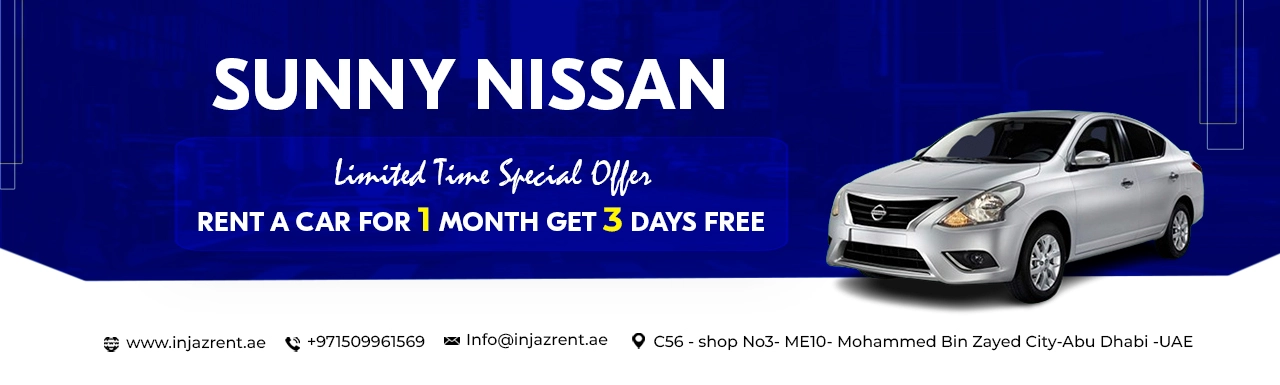 SUNNY NISSAN
Limited Time Special Offer
RENT A CAR FOR 1 MONTH GET 3 DAYS FREE
www.injazrent.ae +971509961569 Info@injazrent.ae C56 - shop No3- ME10- Mohammed Bin Zayed City-Abu Dhabi -UAE